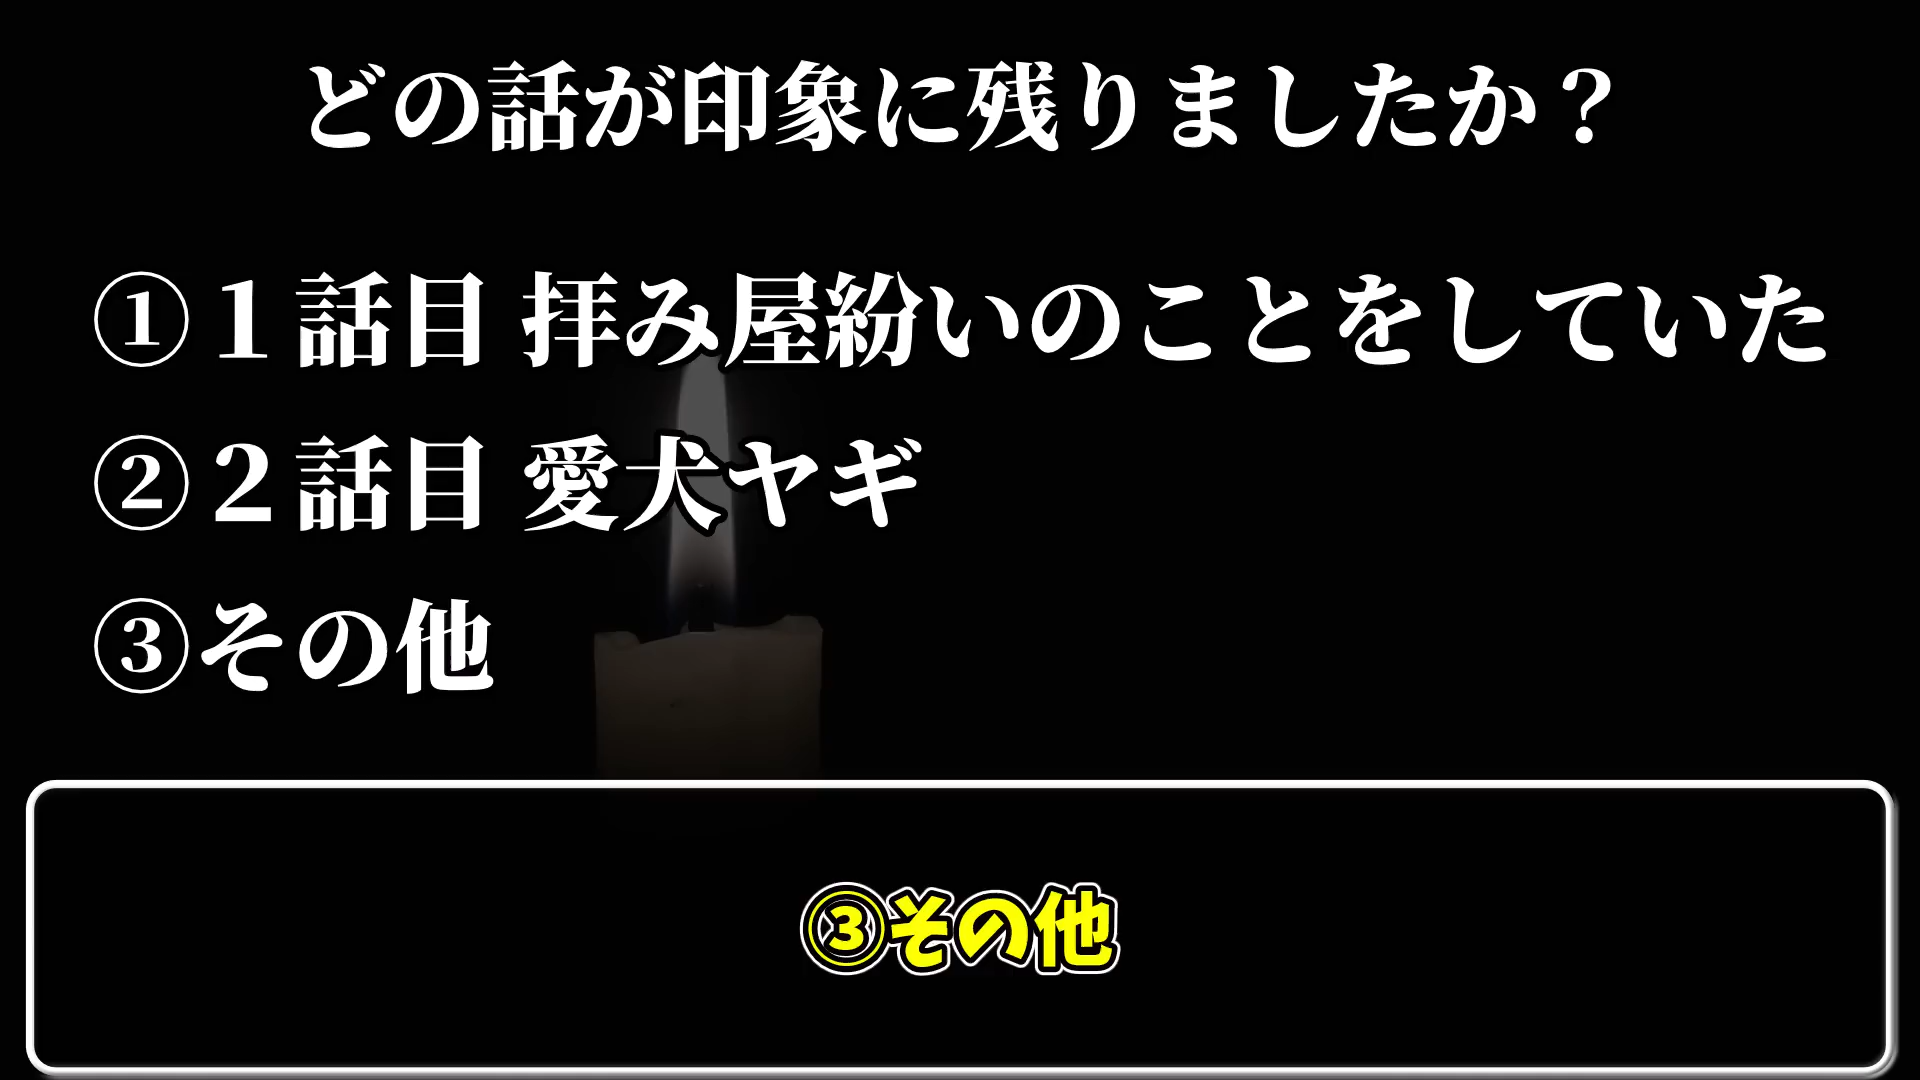 どの話が印象に残りましたか？
①１話目 拝み屋紛いのことをしていた
②２話目 愛犬ヤギ
③その他
③その他